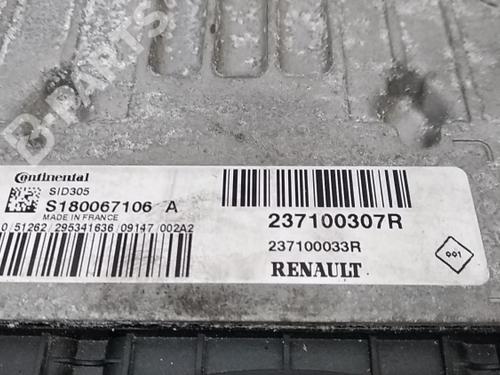 B-PARTS
Continental
SID305
S180067106 A
MADE IN FRANCE
0 51262 295341636 09147 002A2
237100307R
237100033R
RENAULT
001